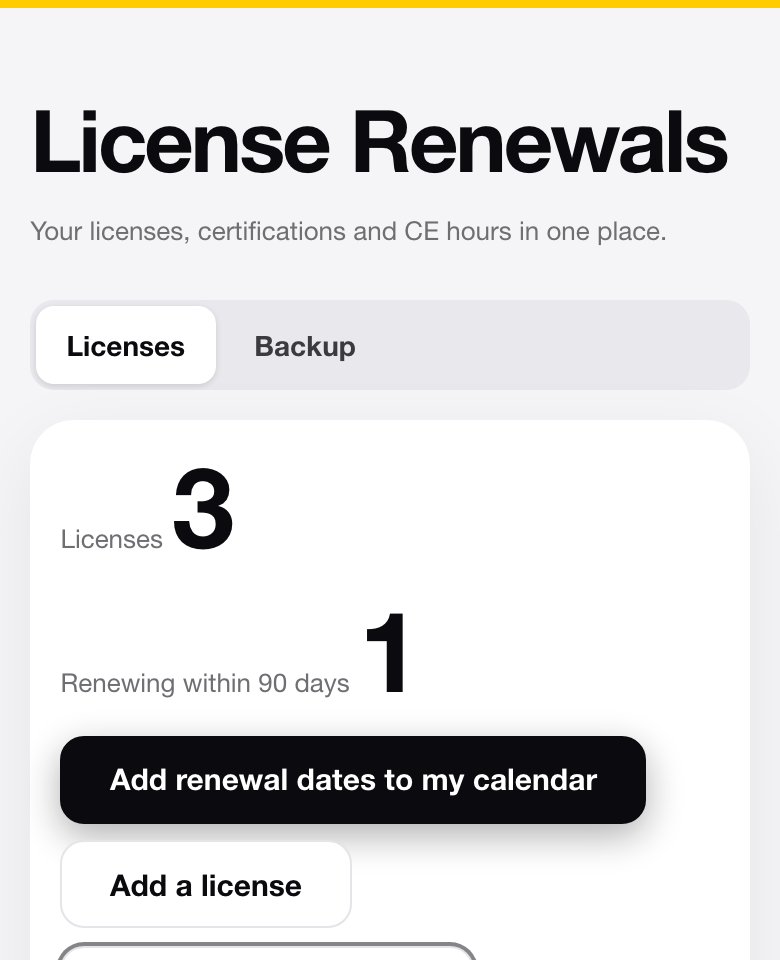 License Renewals
Your licenses, certifications and CE hours in one place.
Licenses Backup
Licenses 3
Renewing within 90 days 1
Add renewal dates to my calendar
Add a license